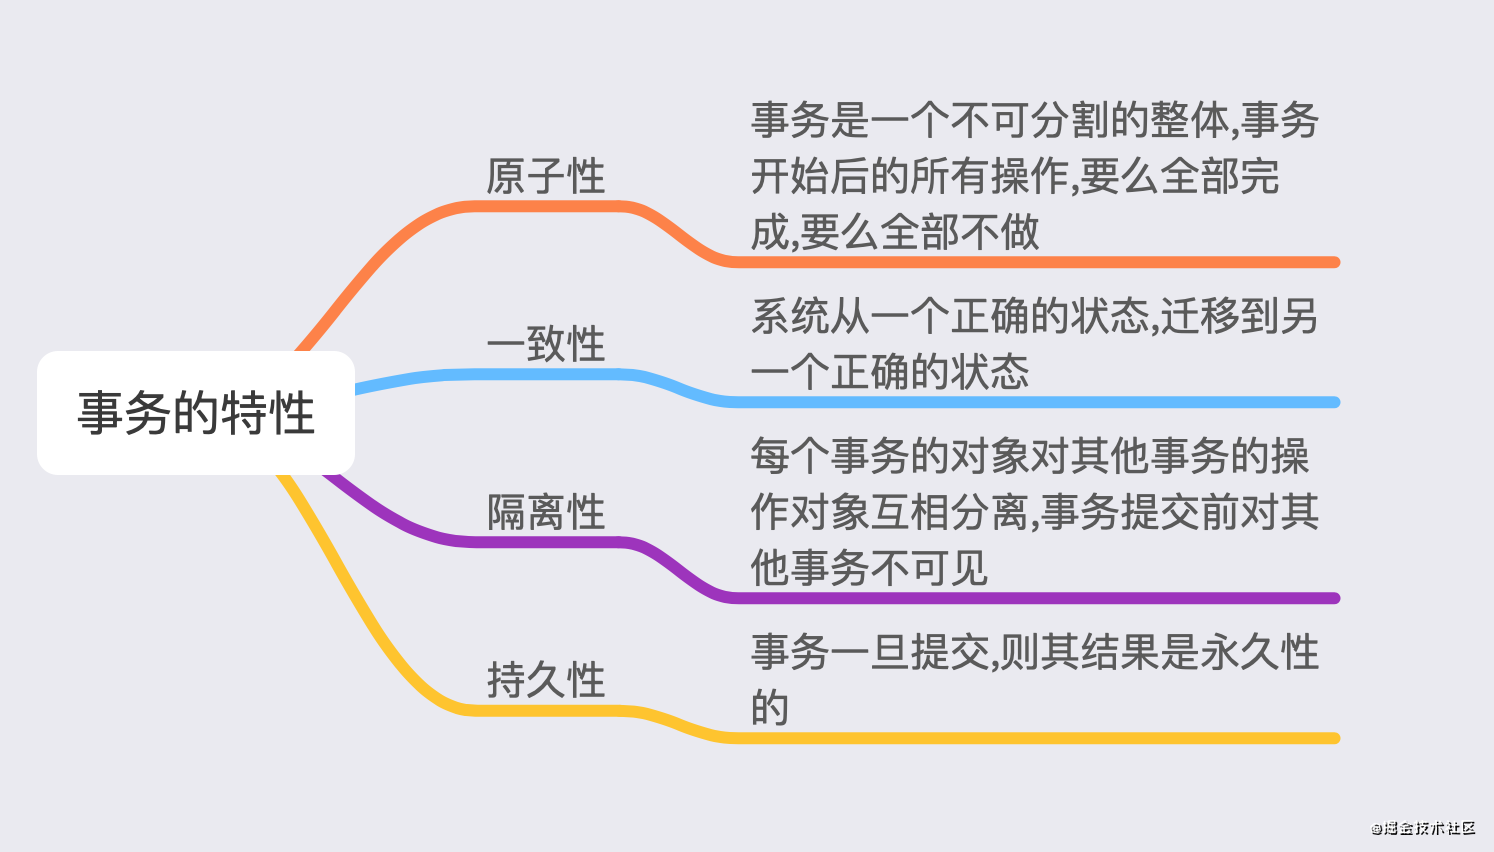 事务的特性
原子性
事务是一个不可分割的整体,事务
开始后的所有操作,要么全部完
成,要么全部不做
一致性
系统从一个正确的状态,迁移到另
一个正确的状态
隔离性
每个事务的对象对其他事务的操
作对象互相分离,事务提交前对其
他事务不可见
持久性
事务一旦提交,则其结果是永久性
的
@掘金技术社区